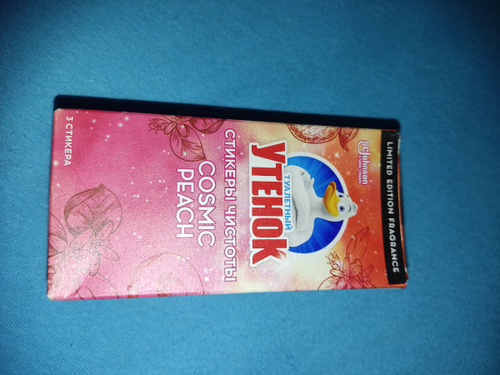 LIMITED EDITION FRAGRANCE
SC Johnson
ТУАЛЕТНЫЙ
УТЕНОК
СТИКЕРЫ ЧИСТОТЫ
COSMIC
PEACH
3 СТИКЕРА